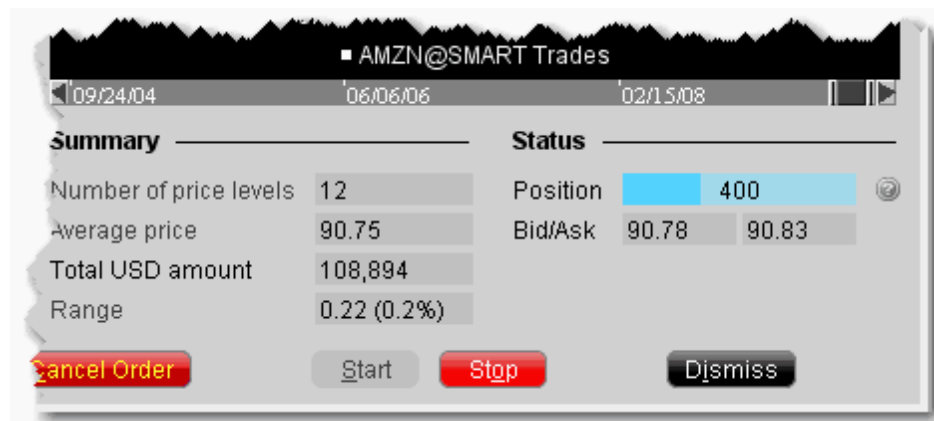 AMZN@SMART Trades
09/24/04 06/06/06 02/15/08
Summary
Number of price levels 12
Average price 90.75
Total USD amount 108,894
Range 0.22 (0.2%)
Status
Position 400
Bid/Ask 90.78 90.83
Cancel Order Start Stop Dismiss